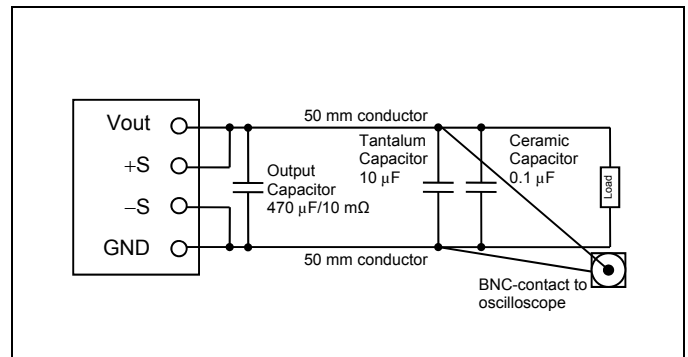 Vout
+S
−S
GND
50 mm conductor
Output
Capacitor
470 µF/10 mΩ
Tantalum
Capacitor
10 µF
Ceramic
Capacitor
0.1 µF
Load
50 mm conductor
BNC-contact to
oscilloscope